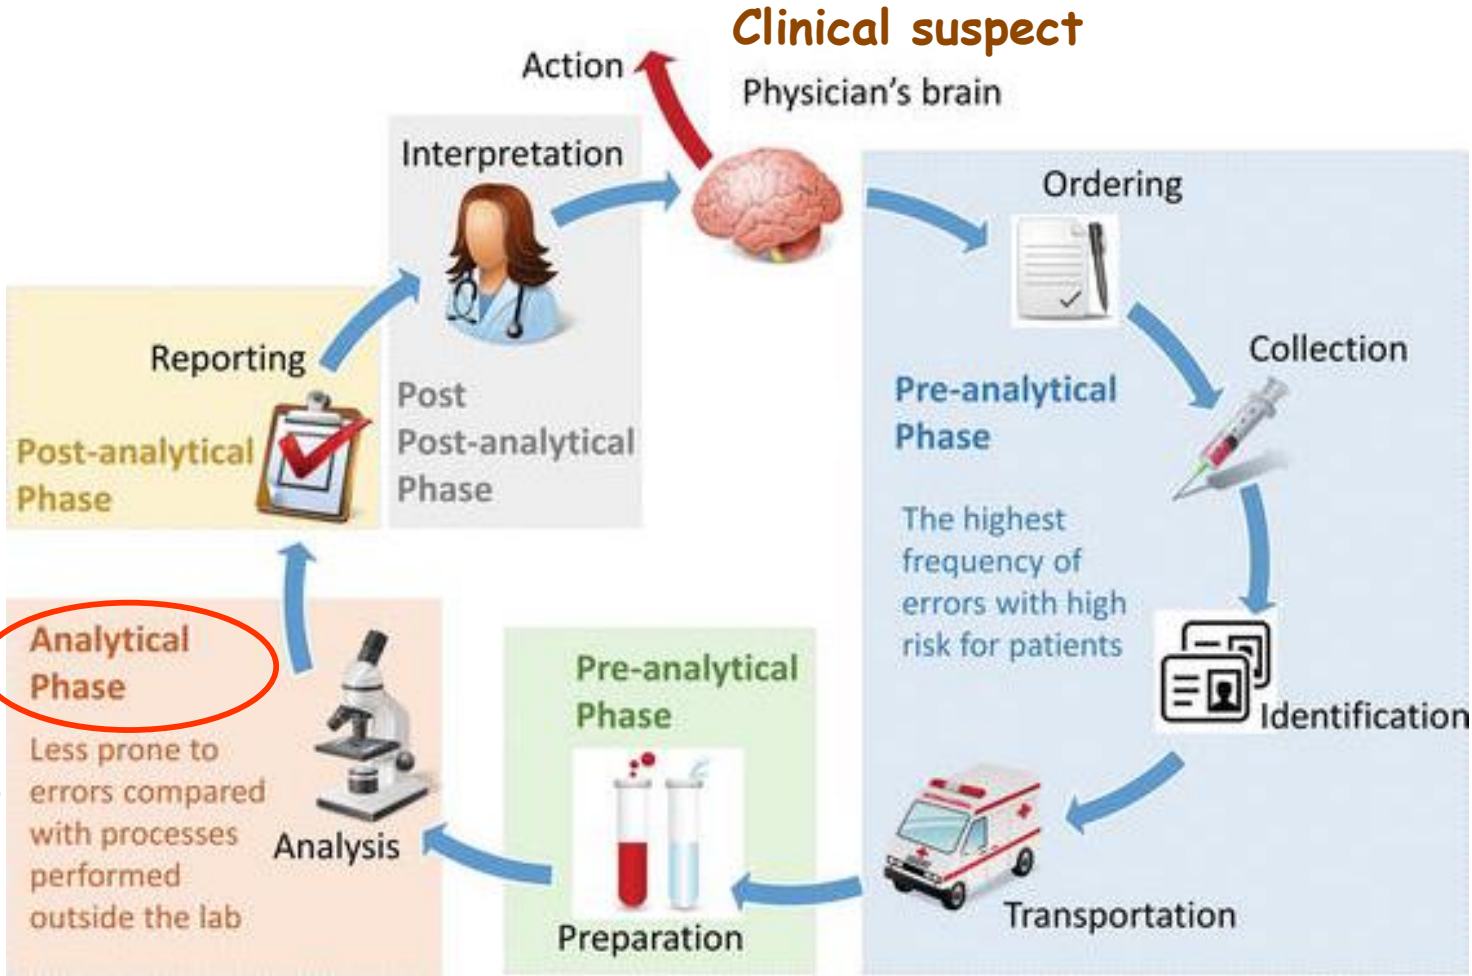 Clinical suspect
Action
Physician's brain
Interpretation
Ordering
Collection
Reporting
Post
Post-analytical
Phase
Post-analytical
Phase
Pre-analytical
Phase
The highest
frequency of
errors with high
risk for patients
Identification
Transportation
Pre-analytical
Phase
Preparation
Analytical
Phase
Less prone to
errors compared
with processes
performed
outside the lab
Analysis